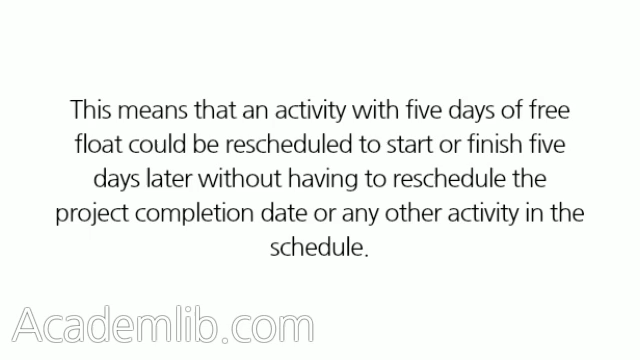 This means that an activity with five days of free
float could be rescheduled to start or finish five
days later without having to reschedule the
project completion date or any other activity in the
schedule.
Academlib.com